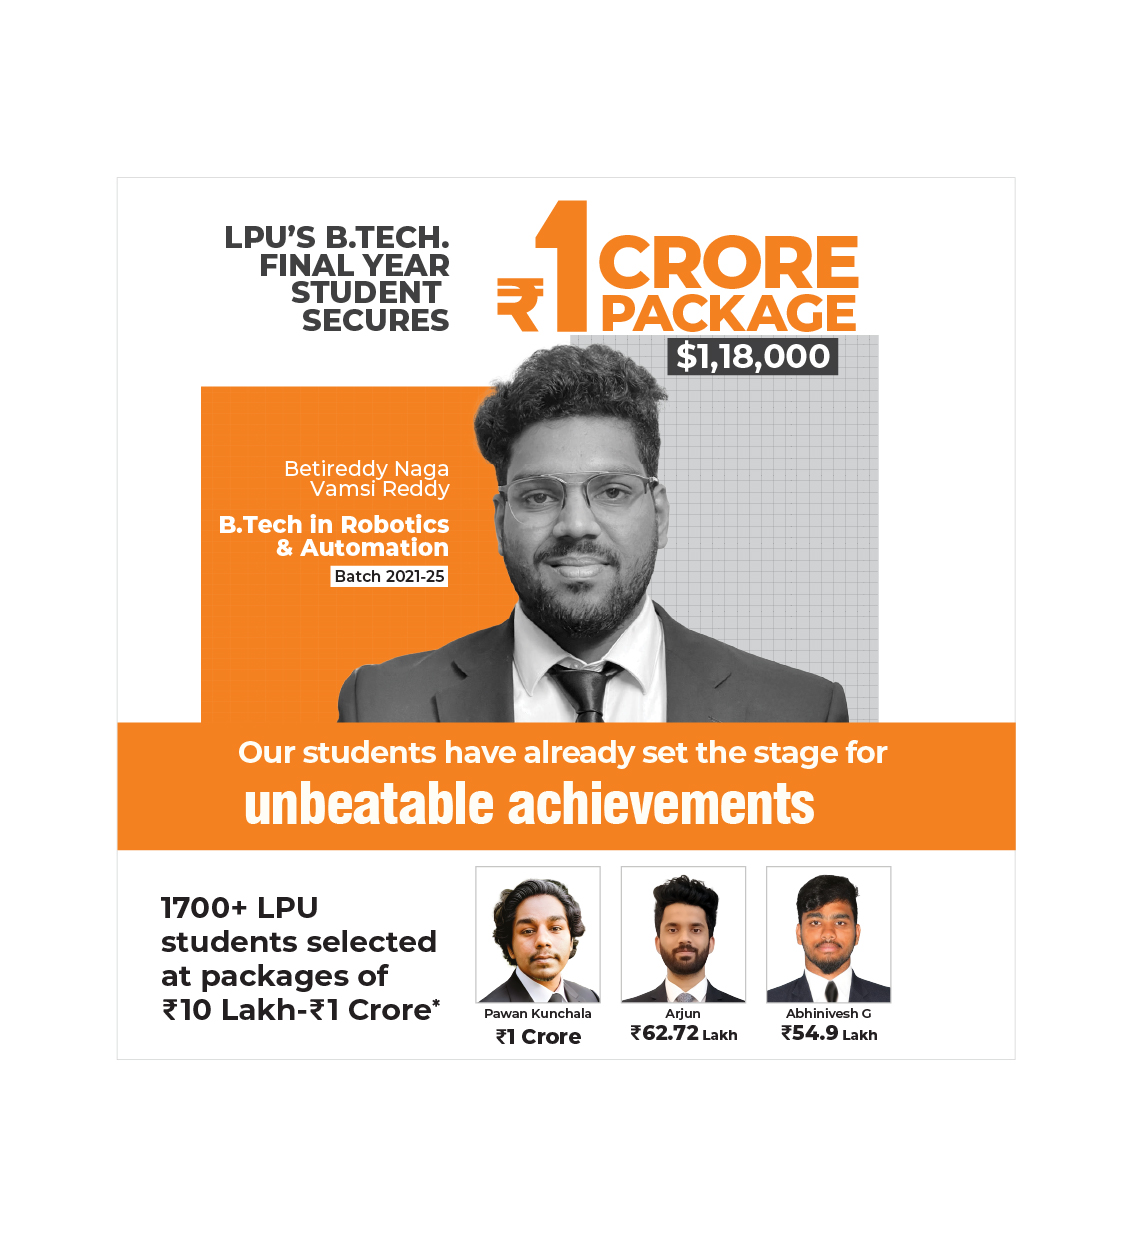 LPU’S B.TECH.
FINAL YEAR
STUDENT
SECURES
₹1 CRORE
PACKAGE
$1,18,000
Betireddy Naga
Vamsi Reddy
B.Tech in Robotics
& Automation
Batch 2021-25
Our students have already set the stage for
unbeatable achievements
1700+ LPU
students selected
at packages of
₹10 Lakh-₹1 Crore*
Pawan Kunchala
₹1 Crore
Arjun
₹62.72 Lakh
Abhinivesh G
₹54.9 Lakh